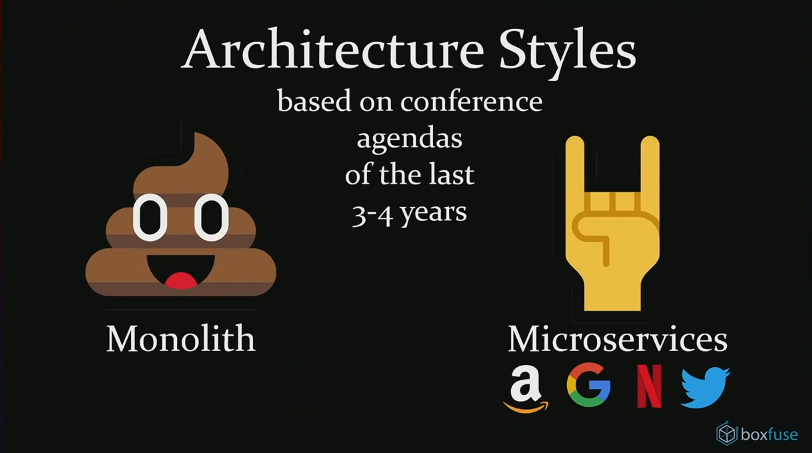 Architecture Styles
based on conference
agendas
of the last
3-4 years
Monolith
Microservices
boxfuse